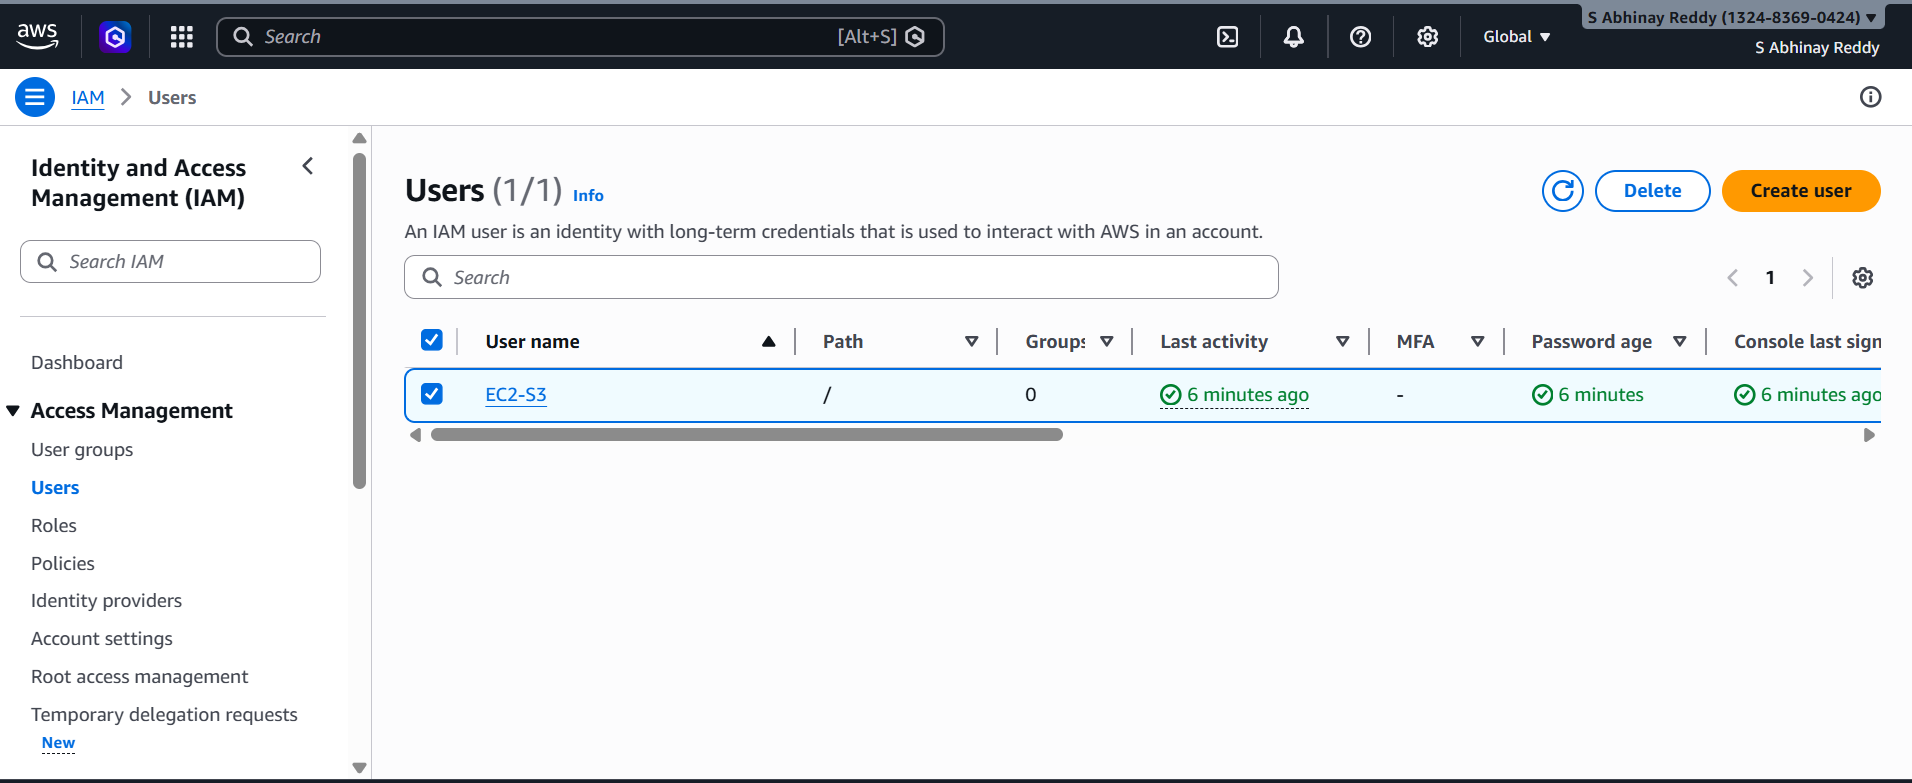 aws
Search [Alt+S]
Global
S Abhinay Reddy (1324-8369-0424)
S Abhinay Reddy
IAM Users
Identity and Access
Management (IAM)
Search IAM
Dashboard
Access Management
User groups
Users
Roles
Policies
Identity providers
Account settings
Root access management
Temporary delegation requests
New
Users (1/1) Info
Delete
Create user
An IAM user is an identity with long-term credentials that is used to interact with AWS in an account.
Search
1
User name Path Groups Last activity MFA Password age Console last sign
EC2-S3 / 0 6 minutes ago - 6 minutes 6 minutes ago